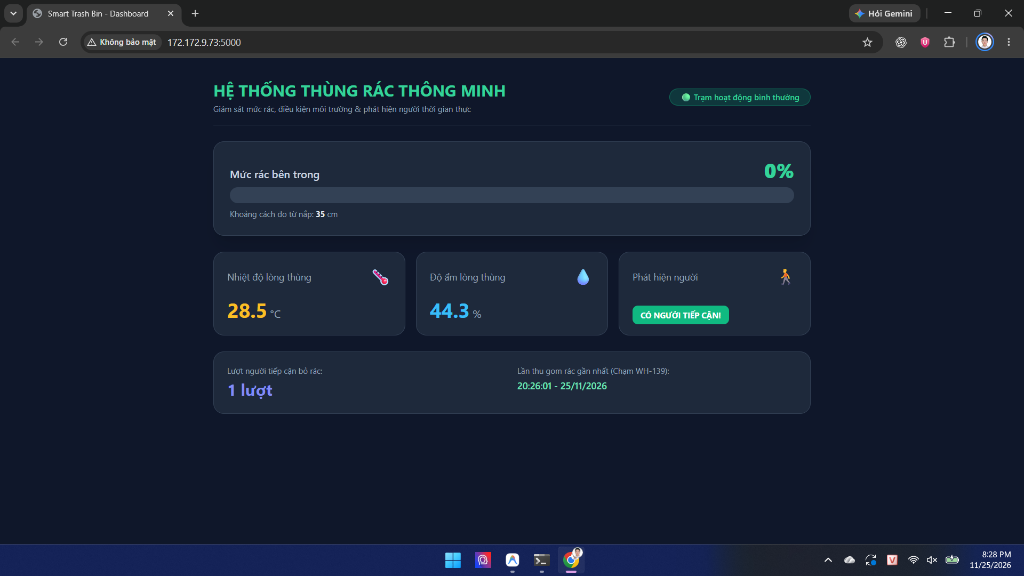 Smart Trash Bin - Dashboard
Hỏi Gemini
Không bảo mật
172.172.9.73:5000
HỆ THỐNG THÙNG RÁC THÔNG MINH
Giám sát mức rác, điều kiện môi trường & phát hiện người thời gian thực
Trạm hoạt động bình thường
Mức rác bên trong
0%
Khoảng cách đo từ nắp: 35 cm
Nhiệt độ lòng thùng
28.5 °C
Độ ẩm lòng thùng
44.3 %
Phát hiện người
CÓ NGƯỜI TIẾP CẬN!
Lượt người tiếp cận bỏ rác:
1 lượt
Lần thu gom rác gần nhất (Chạm WH-139):
20:26:01 - 25/11/2026
8:28 PM
11/25/2026